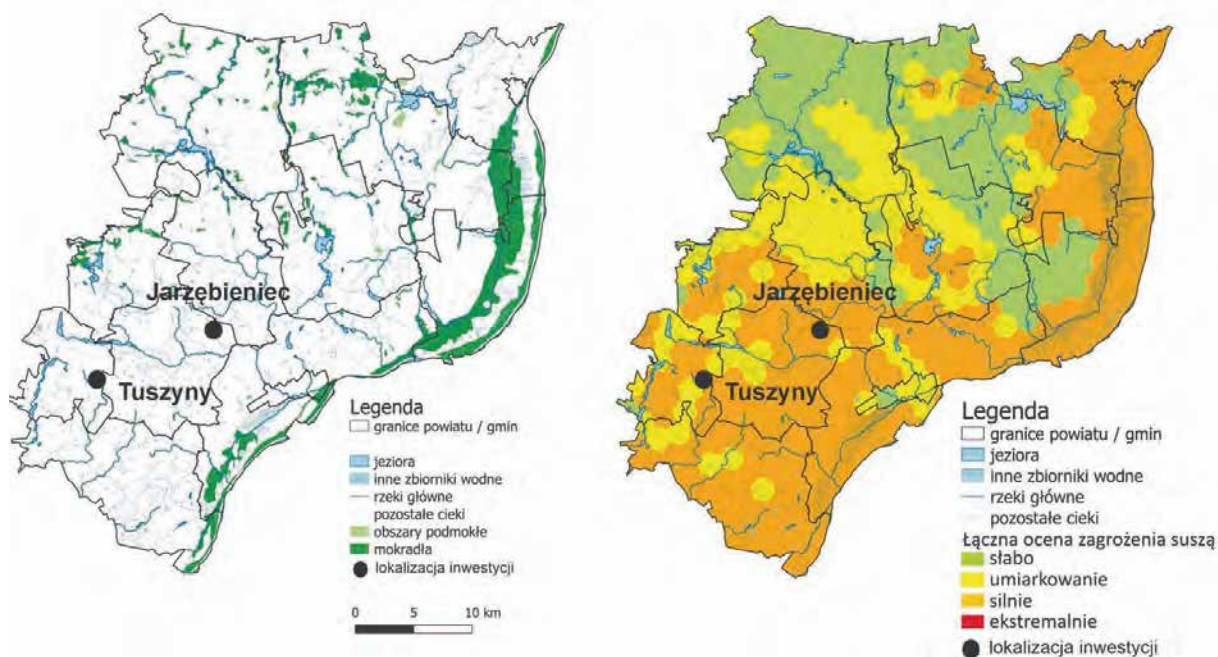 Jarzębieniec
Tuszyny
Legenda
granice powiatu / gmin
jeziora
inne zbiorniki wodne
rzeki główne
pozostałe cieki
obszary podmokłe
mokradła
lokalizacja inwestycji
0 5 10 km
Jarzębieniec
Tuszyny
Legenda
granice powiatu / gmin
jeziora
inne zbiorniki wodne
rzeki główne
pozostałe cieki
Łączna ocena zagrożenia suszą
słabo
umiarkowanie
silnie
ekstremalnie
lokalizacja inwestycji